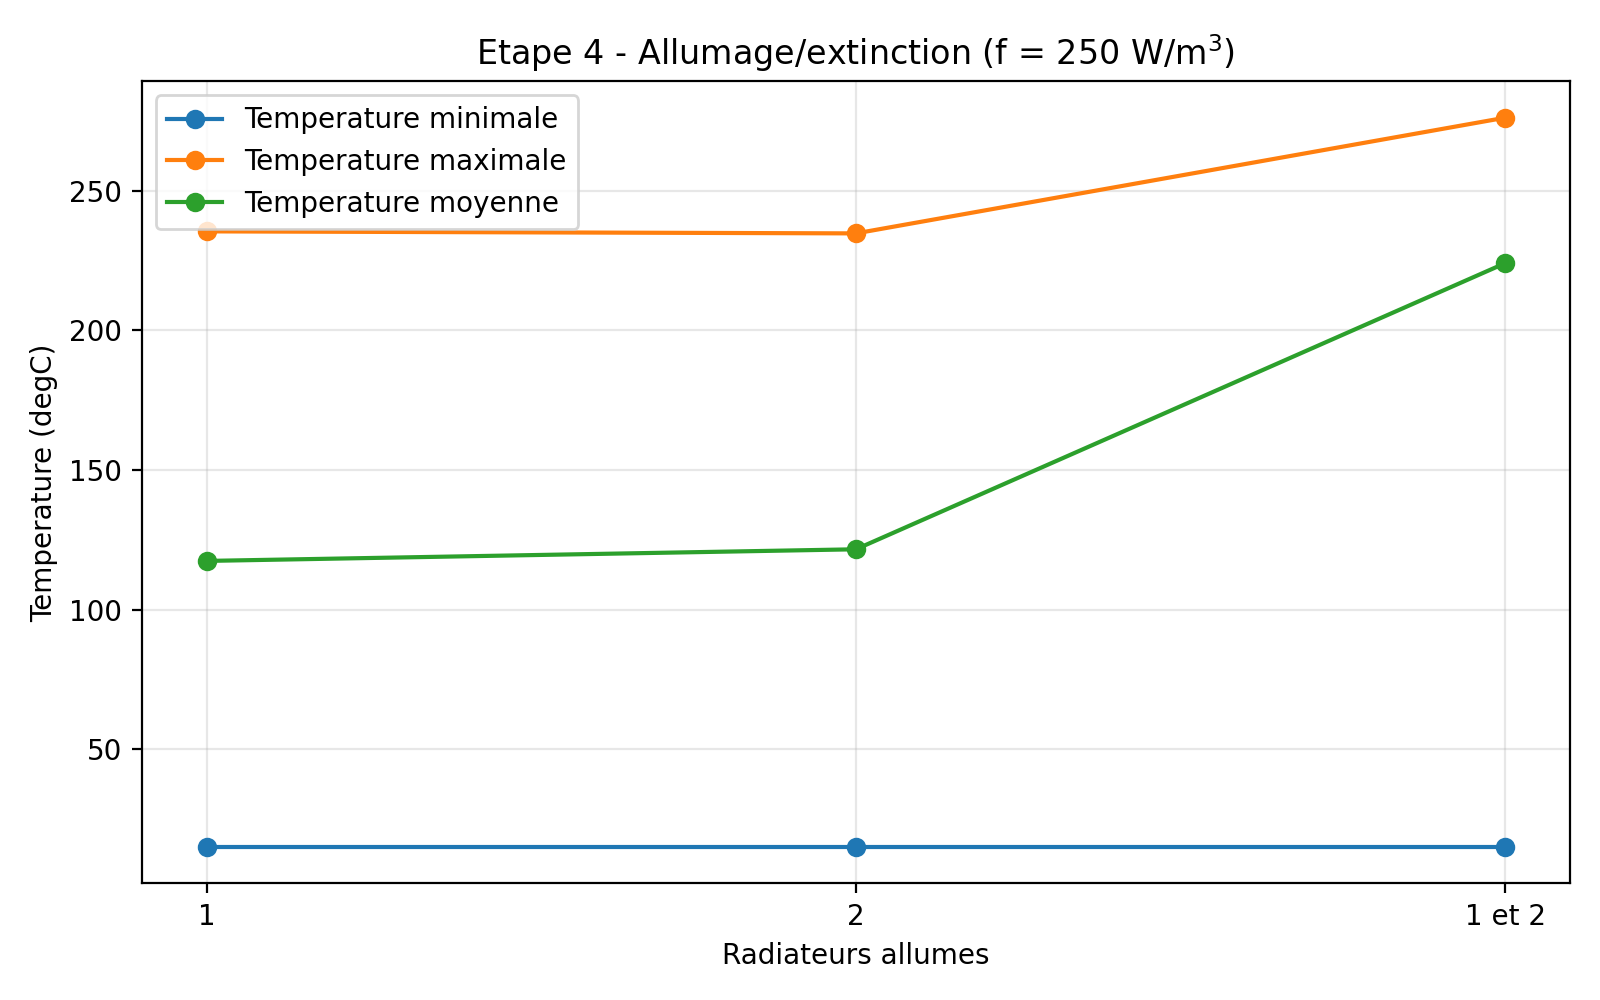 Etape 4 - Allumage/extinction (f = 250 W/m³)
Temperature minimale
Temperature maximale
Temperature moyenne
Temperature (degC)
250
200
150
100
50
1
2
1 et 2
Radiateurs allumes